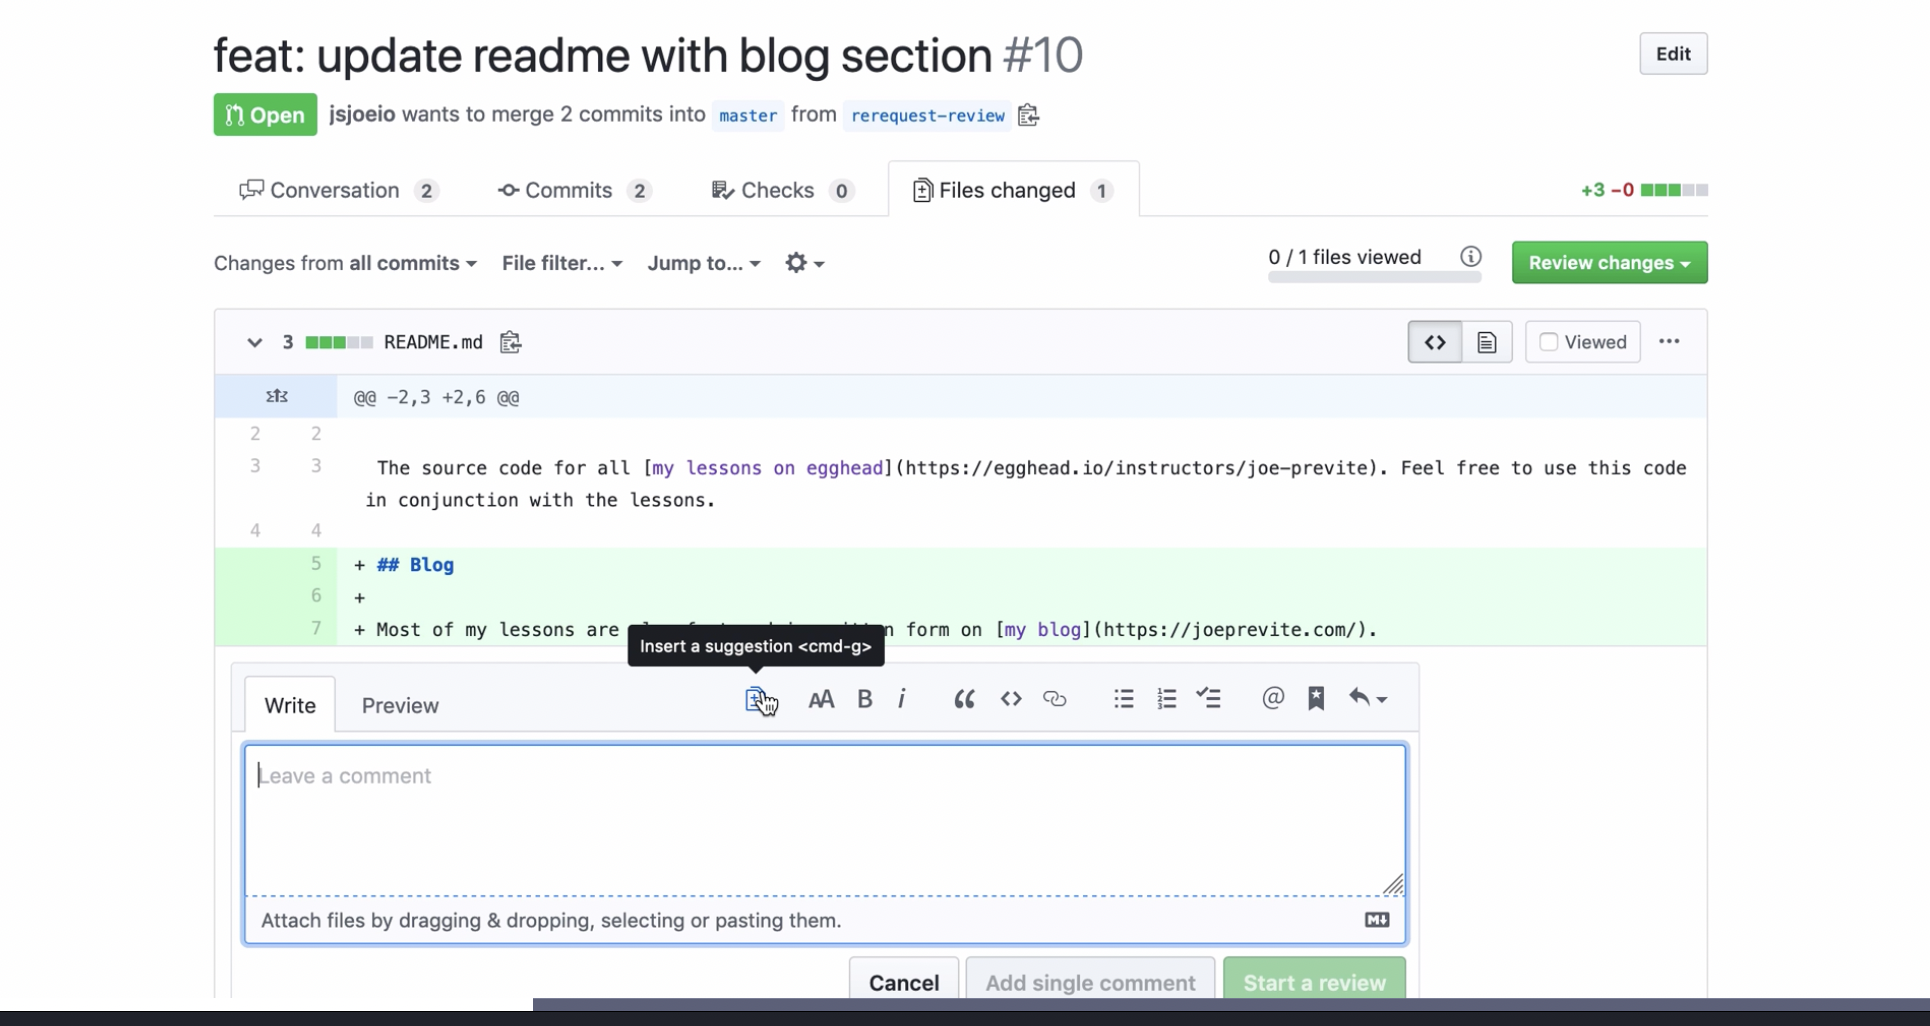 feat: update readme with blog section #10
Edit
Open jsjoeio wants to merge 2 commits into master from rerequest-review
Conversation 2 Commits 2 Checks 0 Files changed 1 +3 −0
Changes from all commits File filter... Jump to... 0 / 1 files viewed Review changes
3 README.md <> Viewed ...
@@ -2,3 +2,6 @@
2 2
3 3 The source code for all [my lessons on egghead](https://egghead.io/instructors/joe-previte). Feel free to use this code
in conjunction with the lessons.
4 4
5 + ## Blog
6 +
7 + Most of my lessons are form on [my blog](https://joeprevite.com/).
Insert a suggestion <cmd-g>
Write Preview AA B i “ <> @
Leave a comment
Attach files by dragging & dropping, selecting or pasting them. M↓
Cancel Add single comment Start a review